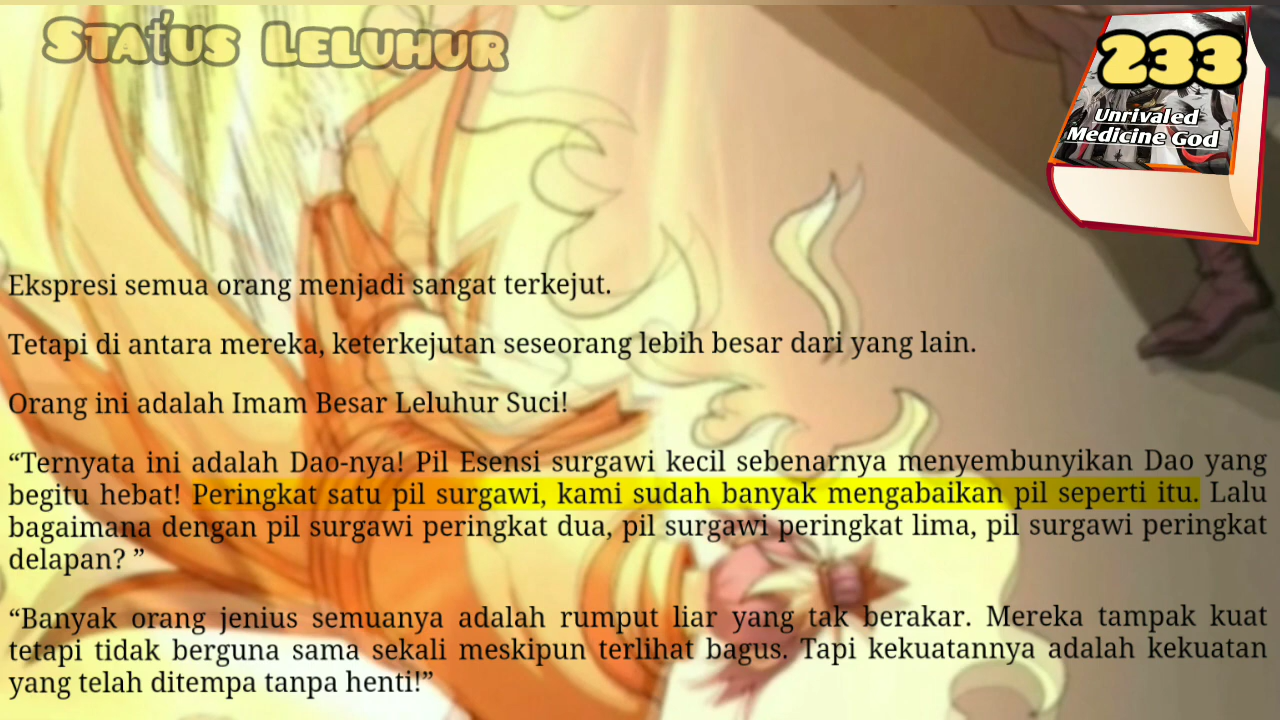 Status Leluhur
233
Unrivaled
Medicine God
Ekspresi semua orang menjadi sangat terkejut.
Tetapi di antara mereka, keterkejutan seseorang lebih besar dari yang lain.
Orang ini adalah Imam Besar Leluhur Suci!
“Ternyata ini adalah Dao-nya! Pil Esensi surgawi kecil sebenarnya menyembunyikan Dao yang
begitu hebat! Peringkat satu pil surgawi, kami sudah banyak mengabaikan pil seperti itu. Lalu
bagaimana dengan pil surgawi peringkat dua, pil surgawi peringkat lima, pil surgawi peringkat
delapan? ”
“Banyak orang jenius semuanya adalah rumput liar yang tak berakar. Mereka tampak kuat
tetapi tidak berguna sama sekali meskipun terlihat bagus. Tapi kekuatannya adalah kekuatan
yang telah ditempa tanpa henti!”